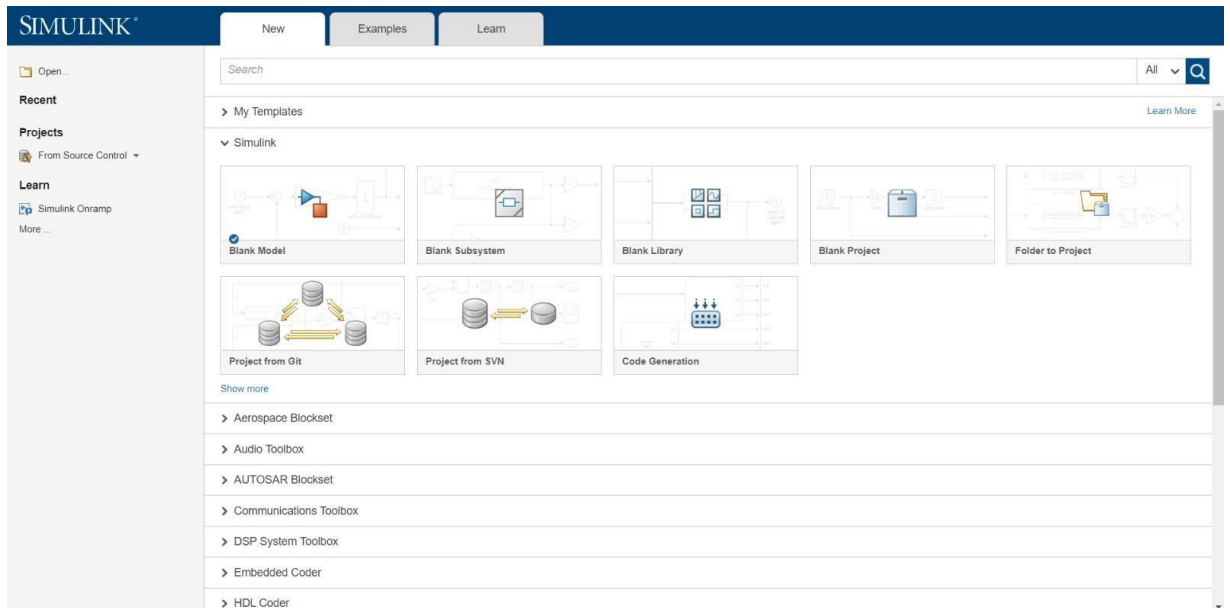 SIMULINK®
New
Examples
Learn
Open...
Recent
Projects
From Source Control
Learn
Simulink Onramp
More ...
Search
All
My Templates
Learn More
Simulink
Blank Model
Blank Subsystem
Blank Library
Blank Project
Folder to Project
Project from Git
Project from SVN
Code Generation
Show more
Aerospace Blockset
Audio Toolbox
AUTOSAR Blockset
Communications Toolbox
DSP System Toolbox
Embedded Coder
HDL Coder